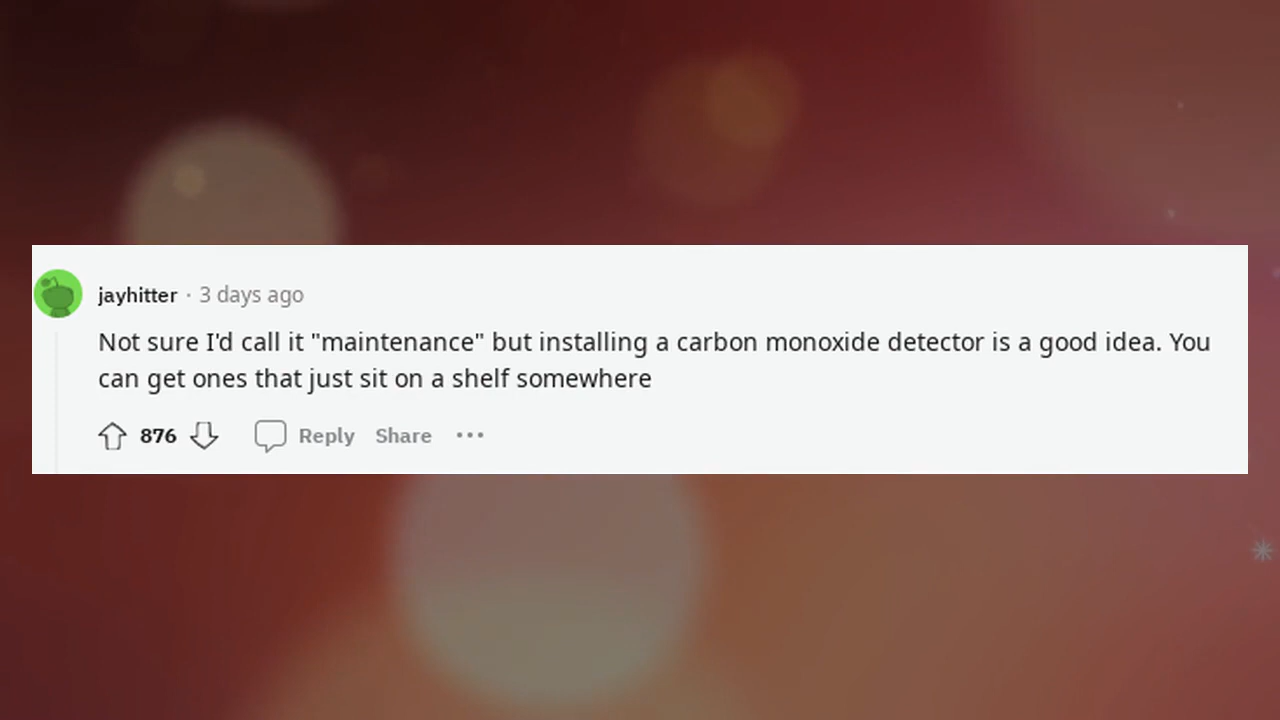 jayhitter · 3 days ago
Not sure I'd call it "maintenance" but installing a carbon monoxide detector is a good idea. You
can get ones that just sit on a shelf somewhere
876 Reply Share •••